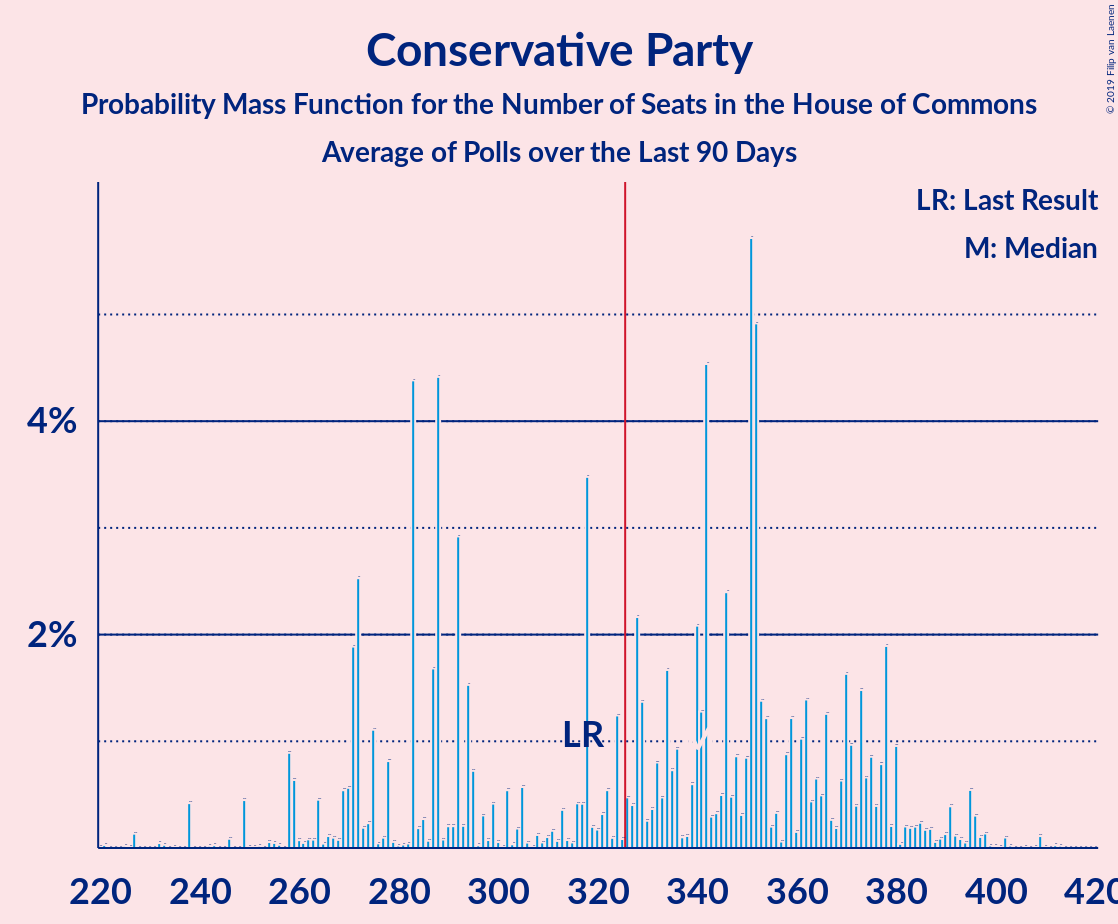 Conservative Party
Probability Mass Function for the Number of Seats in the House of Commons
Average of Polls over the Last 90 Days
© 2019 Filip van Laenen
LR: Last Result
M: Median
4%
2%
LR
220 240 260 280 300 320 340 360 380 400 420